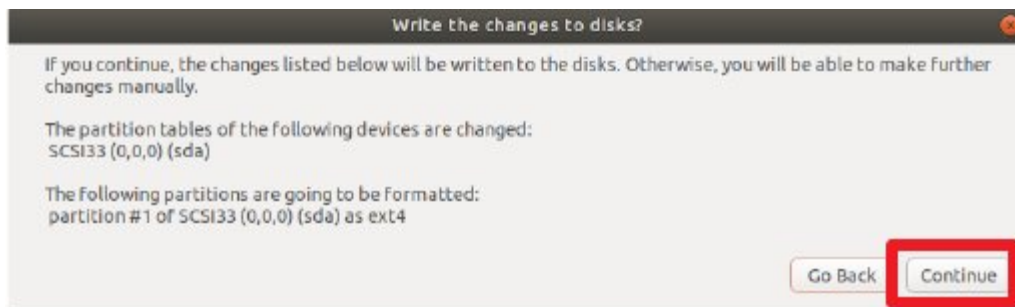 Write the changes to disks?
If you continue, the changes listed below will be written to the disks. Otherwise, you will be able to make further
changes manually.
The partition tables of the following devices are changed:
SCSI33 (0,0,0) (sda)
The following partitions are going to be formatted:
partition #1 of SCSI33 (0,0,0) (sda) as ext4
Go Back Continue